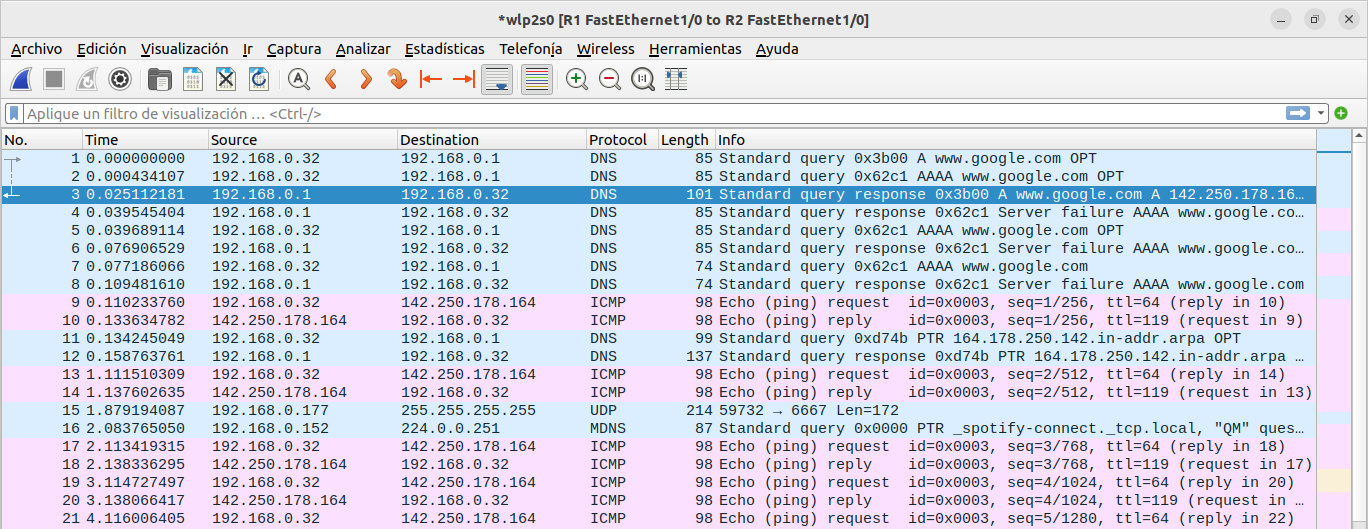 *wlp2s0 [R1 FastEthernet1/0 to R2 FastEthernet1/0]
Archivo Edición Visualización Ir Captura Analizar Estadísticas Telefonía Wireless Herramientas Ayuda
Aplique un filtro de visualización … <Ctrl-/>
No. Time Source Destination Protocol Length Info
1 0.000000000 192.168.0.32 192.168.0.1 DNS 85 Standard query 0x3b00 A www.google.com OPT
2 0.000434107 192.168.0.32 192.168.0.1 DNS 85 Standard query 0x62c1 AAAA www.google.com OPT
3 0.025112181 192.168.0.1 192.168.0.32 DNS 101 Standard query response 0x3b00 A www.google.com A 142.250.178.16…
4 0.039545404 192.168.0.1 192.168.0.32 DNS 85 Standard query response 0x62c1 Server failure AAAA www.google.co…
5 0.039689114 192.168.0.32 192.168.0.1 DNS 85 Standard query 0x62c1 AAAA www.google.com OPT
6 0.076906529 192.168.0.1 192.168.0.32 DNS 85 Standard query response 0x62c1 Server failure AAAA www.google.co…
7 0.077186066 192.168.0.32 192.168.0.1 DNS 74 Standard query 0x62c1 AAAA www.google.com
8 0.109481610 192.168.0.1 192.168.0.32 DNS 74 Standard query response 0x62c1 Server failure AAAA www.google.com
9 0.110233760 192.168.0.32 142.250.178.164 ICMP 98 Echo (ping) request id=0x0003, seq=1/256, ttl=64 (reply in 10)
10 0.133634782 142.250.178.164 192.168.0.32 ICMP 98 Echo (ping) reply id=0x0003, seq=1/256, ttl=119 (request in 9)
11 0.134245049 192.168.0.32 192.168.0.1 DNS 99 Standard query 0xd74b PTR 164.178.250.142.in-addr.arpa OPT
12 0.158763761 192.168.0.1 192.168.0.32 DNS 137 Standard query response 0xd74b PTR 164.178.250.142.in-addr.arpa …
13 1.111510309 192.168.0.32 142.250.178.164 ICMP 98 Echo (ping) request id=0x0003, seq=2/512, ttl=64 (reply in 14)
14 1.137602635 142.250.178.164 192.168.0.32 ICMP 98 Echo (ping) reply id=0x0003, seq=2/512, ttl=119 (request in 13)
15 1.879194087 192.168.0.177 255.255.255.255 UDP 214 59732 → 6667 Len=172
16 2.083765050 192.168.0.152 224.0.0.251 MDNS 87 Standard query 0x0000 PTR _spotify-connect._tcp.local, "QM" ques…
17 2.113419315 192.168.0.32 142.250.178.164 ICMP 98 Echo (ping) request id=0x0003, seq=3/768, ttl=64 (reply in 18)
18 2.138336295 142.250.178.164 192.168.0.32 ICMP 98 Echo (ping) reply id=0x0003, seq=3/768, ttl=119 (request in 17)
19 3.114727497 192.168.0.32 142.250.178.164 ICMP 98 Echo (ping) request id=0x0003, seq=4/1024, ttl=64 (reply in 20)
20 3.138066417 142.250.178.164 192.168.0.32 ICMP 98 Echo (ping) reply id=0x0003, seq=4/1024, ttl=119 (request in …
21 4.116006405 192.168.0.32 142.250.178.164 ICMP 98 Echo (ping) request id=0x0003, seq=5/1280, ttl=64 (reply in 22)